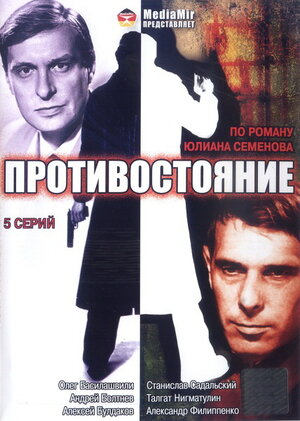 MediaMir
ПРЕДСТАВЛЯЕТ
ПО РОМАНУ
ЮЛИАНА СЕМЕНОВА
ПРОТИВОСТОЯНИЕ
5 СЕРИЙ
Олег Басилашвили
Андрей Болтнев
Алексей Булдаков
Станислав Садальский
Талгат Нигматулин
Александр Филиппенко